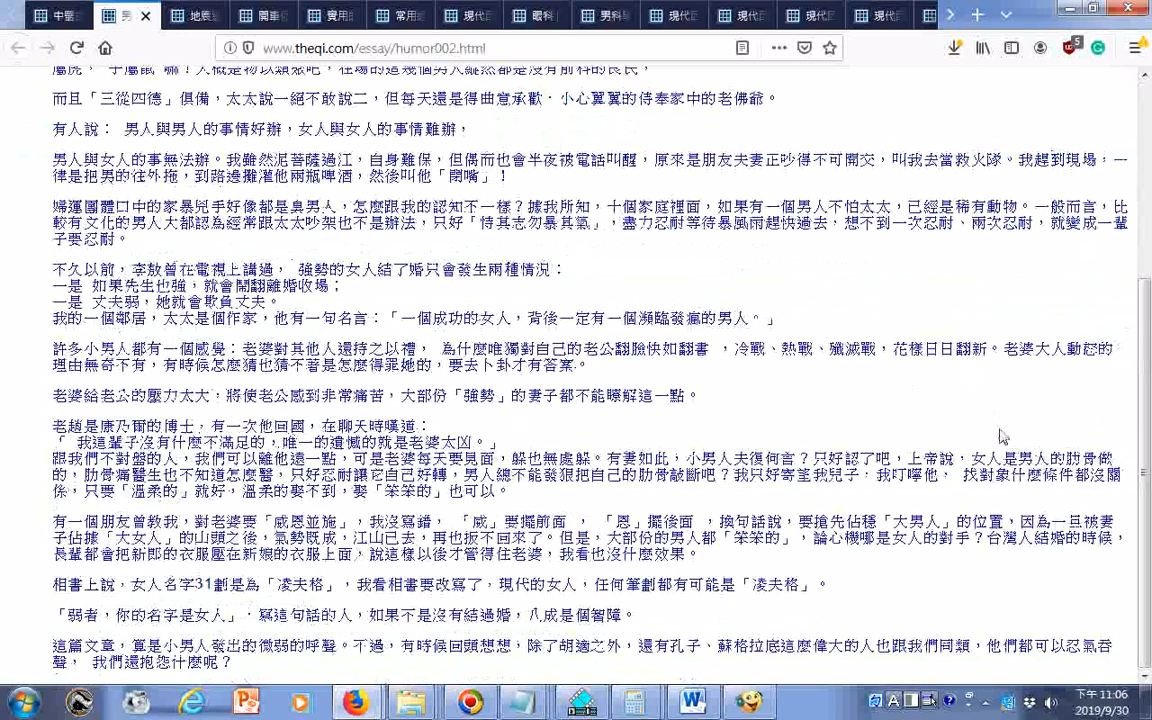 中醫
男
地震
開車
實用
常用
現代
眼科
男科
現代
現代
現代
現代
www.theqi.com/essay/humor002.html
5
而且「三從四德」俱備，太太說一絕不敢說二，但每天還是得曲意承歡．小心翼翼的侍奉家中的老佛爺。
有人說： 男人與男人的事情好辦，女人與女人的事情難辦，
男人與女人的事無法辦。我雖然泥菩薩過江，自身難保，但偶而也會半夜被電話叫醒，原來是朋友夫妻正吵得不可開交，叫我去當救火隊。我趕到現場，一
律是把男的往外拖，到路邊攤灌他兩瓶啤酒，然後叫他「閉嘴」！
婦運團體口中的家暴兇手好像都是臭男人，怎麼跟我的認知不一樣？據我所知，十個家庭裡面，如果有一個男人不怕太太，已經是稀有動物。一般而言，比
較有文化的男人大都認為經常跟太太吵架也不是辦法，只好「恃其志勿暴其氣」，盡力忍耐等待暴風雨趕快過去，想不到一次忍耐、兩次忍耐，就變成一輩
子要忍耐。
不久以前，李敖曾在電視上講過， 強勢的女人結了婚只會發生兩種情況：
一是 如果先生也強，就會鬧翻離婚收場；
一是 丈夫弱，她就會欺負丈夫。
我的一個鄰居，太太是個作家，他有一句名言：「一個成功的女人，背後一定有一個瀕臨發瘋的男人。」
許多小男人都有一個感覺：老婆對其他人還持之以禮， 為什麼唯獨對自己的老公翻臉快如翻書 ，冷戰、熱戰、殲滅戰，花樣日日翻新。老婆大人動怒的
理由無奇不有，有時候怎麼猜也猜不著是怎麼得罪她的，要去卜卦才有答案。
老婆給老公的壓力太大，將使老公感到非常痛苦，大部份「強勢」的妻子都不能瞭解這一點。
老趙是康乃爾的博士，有一次他回國，在聊天時嘆道：
「 我這輩子沒有什麼不滿足的，唯一的遺憾的就是老婆太凶。」
跟我們不對盤的人，我們可以離他遠一點，可是老婆每天要見面，躲也無處躲。有妻如此，小男人夫復何言？只好認了吧，上帝說，女人是男人的肋骨做
的，肋骨痛醫生也不知道怎麼醫，只好忍耐讓它自己好轉，男人總不能發狠把自己的肋骨敲斷吧？我只好寄望我兒子，我叮嚀他， 找對象什麼條件都沒關
係，只要「溫柔的」就好，溫柔的娶不到，娶「笨笨的」也可以。
有一個朋友曾教我，對老婆要「威恩並施」，我沒寫錯， 「威」要擺前面 ， 「恩」擺後面 ，換句話說，要搶先佔穩「大男人」的位置，因為一旦被妻
子佔據「大女人」的山頭之後，氣勢既成，江山已去，再也扳不回來了。但是，大部份的男人都「笨笨的」，論心機哪是女人的對手？台灣人結婚的時候，
長輩都會把新郎的衣服壓在新娘的衣服上面，說這樣以後才管得住老婆，我看也沒什麼效果。
相書上說，女人名字31劃是為「凌夫格」，我看相書要改寫了，現代的女人，任何筆劃都有可能是「凌夫格」。
「弱者，你的名字是女人」．寫這句話的人，如果不是沒有結過婚，八成是個智障。
這篇文章，算是小男人發出的微弱的呼聲。不過，有時候回頭想想，除了胡適之外，還有孔子、蘇格拉底這麼偉大的人也跟我們同類，他們都可以忍氣吞
聲， 我們還抱怨什麼呢？
下午 11:06
2019/9/30